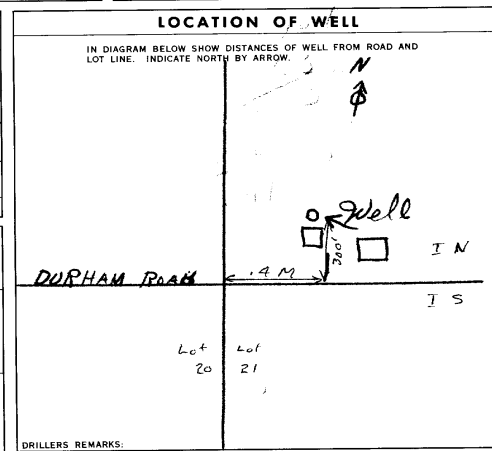 LOCATION OF WELL
IN DIAGRAM BELOW SHOW DISTANCES OF WELL FROM ROAD AND
LOT LINE. INDICATE NORTH BY ARROW.
N
Well
300'
I N
DURHAM ROAD
.4 M
I S
Lot Lot
20 21
DRILLERS REMARKS: